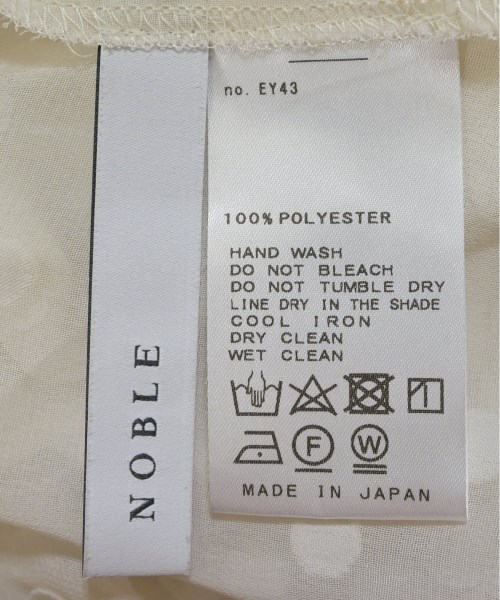 NOBLE
no. EY43
100% POLYESTER
HAND WASH
DO NOT BLEACH
DO NOT TUMBLE DRY
LINE DRY IN THE SHADE
COOL IRON
DRY CLEAN
WET CLEAN
F W
MADE IN JAPAN